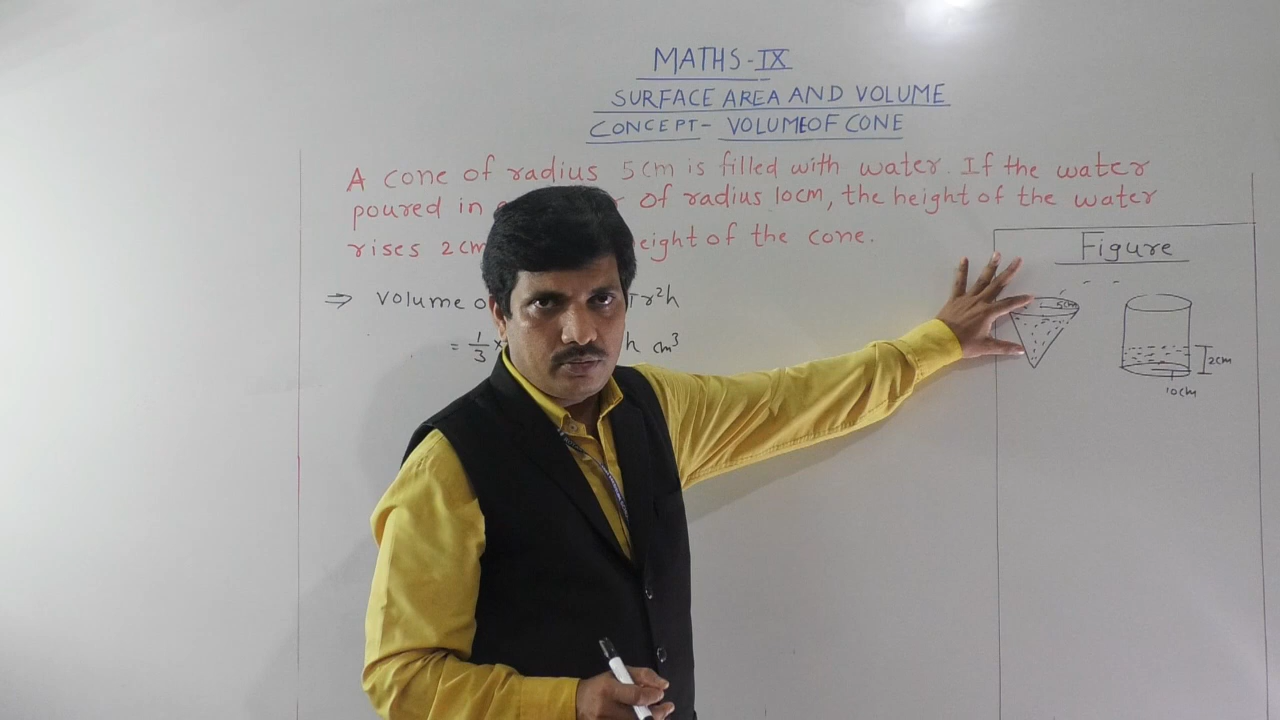 MATHS-IX
SURFACE AREA AND VOLUME
CONCEPT- VOLUME OF CONE
A cone of radius 5cm is filled with water. If the water
poured in of radius 10cm, the height of the water
rises 2cm of the cone.
⇒ volume r²h
= 1/3 × h cm³
Figure
5cm
2cm
10cm